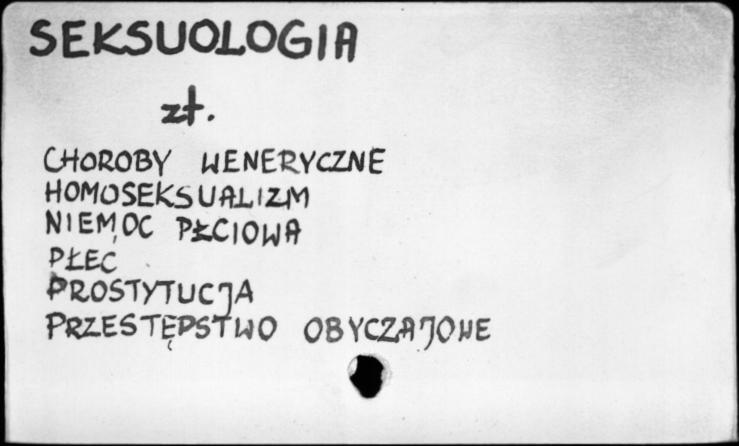 SEKSUOLOGIA
zł.
CHOROBY WENERYCZNE
HOMOSEKSUALIZM
NIEMOC PŁCIOWA
PŁEC
PROSTYTUCJA
PRZESTĘPSTWO OBYCZAJOWE